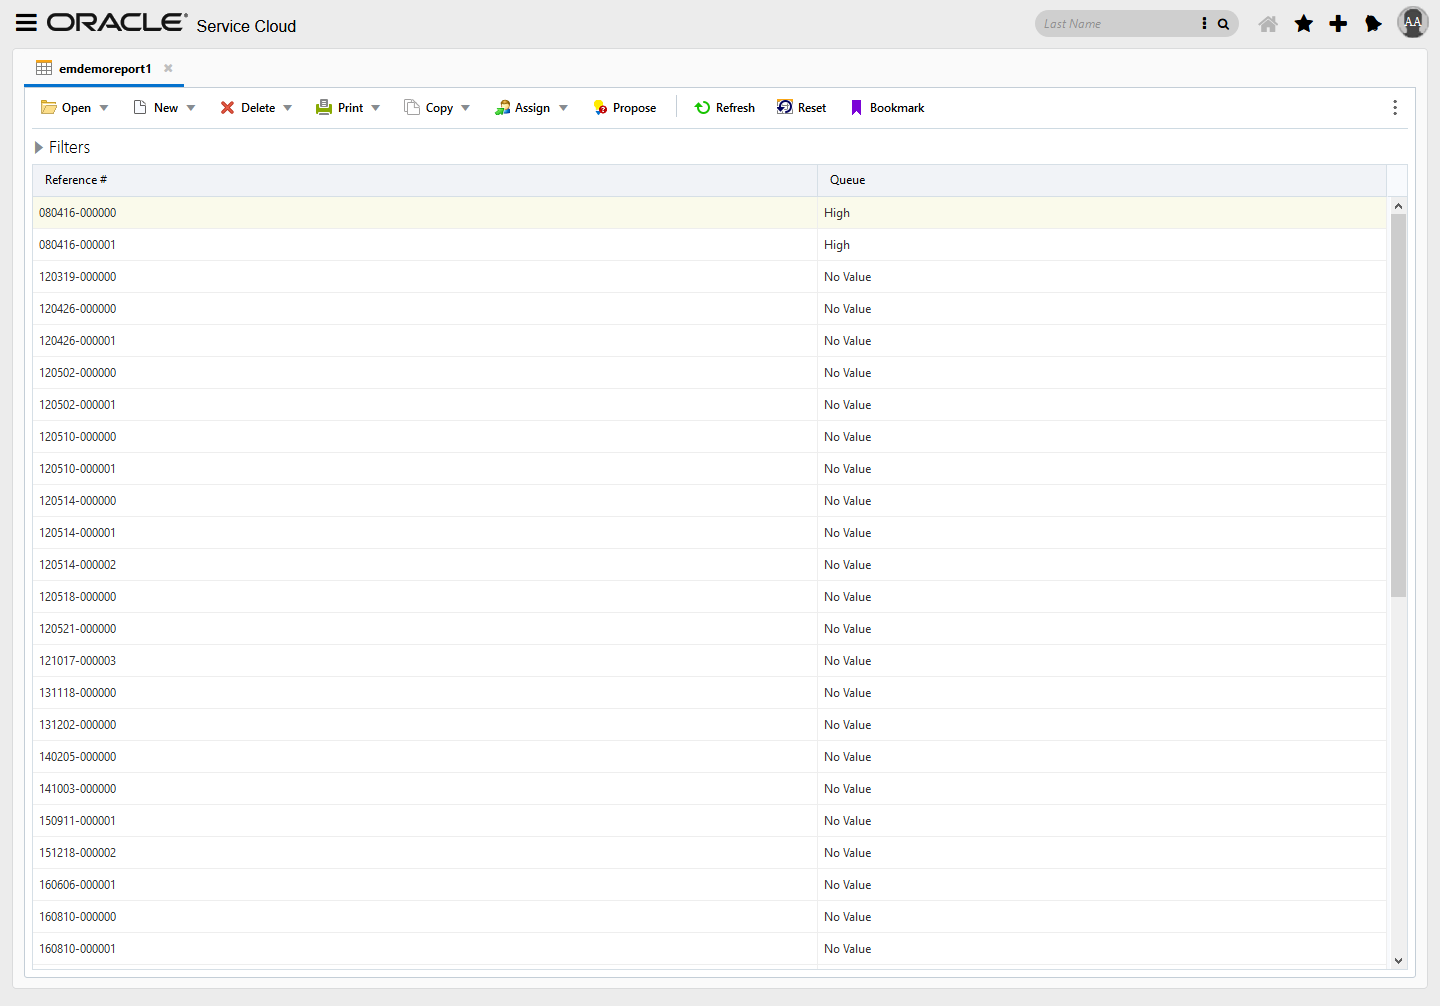 ORACLE Service Cloud
Last Name
AA
emdemoreport1
Open New Delete Print Copy Assign Propose Refresh Reset Bookmark
Filters
Reference # Queue
080416-000000 High
080416-000001 High
120319-000000 No Value
120426-000000 No Value
120426-000001 No Value
120502-000000 No Value
120502-000001 No Value
120510-000000 No Value
120510-000001 No Value
120514-000000 No Value
120514-000001 No Value
120514-000002 No Value
120518-000000 No Value
120521-000000 No Value
121017-000003 No Value
131118-000000 No Value
131202-000000 No Value
140205-000000 No Value
141003-000000 No Value
150911-000001 No Value
151218-000002 No Value
160606-000001 No Value
160810-000000 No Value
160810-000001 No Value